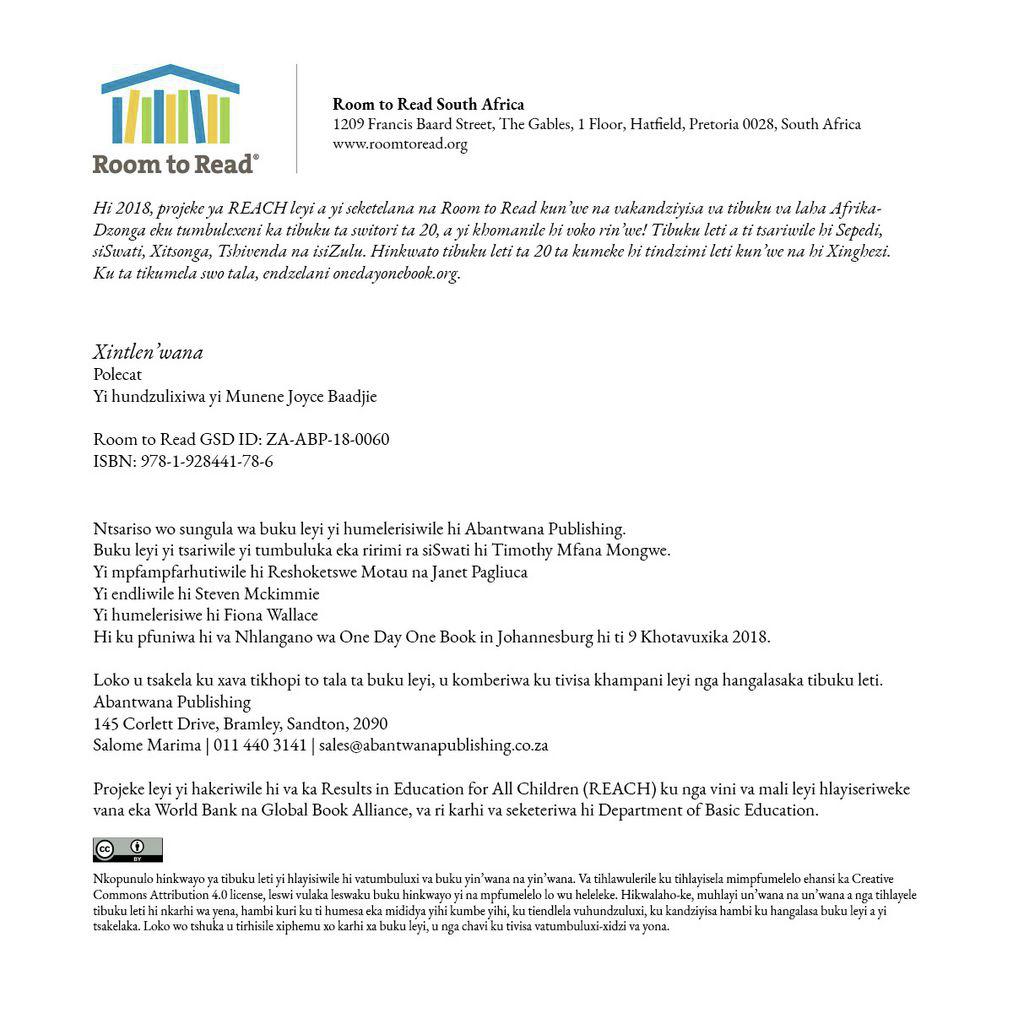 Room to Read®
Room to Read South Africa
1209 Francis Baard Street, The Gables, 1 Floor, Hatfield, Pretoria 0028, South Africa
www.roomtoread.org
Hi 2018, projeke ya REACH leyi a yi seketelana na Room to Read kun’we na vakandziyisa va tibuku va laha Afrika-
Dzonga eku tumbulexeni ka tibuku ta switori ta 20, a yi khomanile hi voko rin’we! Tibuku leti a ti tsariwile hi Sepedi,
siSwati, Xitsonga, Tshivenda na isiZulu. Hinkwato tibuku leti ta 20 ta kumeke hi tindzimi leti kun’we na hi Xinghezi.
Ku ta tikumela swo tala, endzelani onedayonebook.org.
Xintlen’wana
Polecat
Yi hundzulixiwa yi Munene Joyce Baadjie
Room to Read GSD ID: ZA-ABP-18-0060
ISBN: 978-1-928441-78-6
Ntsariso wo sungula wa buku leyi yi humelerisiwile hi Abantwana Publishing.
Buku leyi yi tsariwile yi tumbuluka eka ririmi ra siSwati hi Timothy Mfana Mongwe.
Yi mpfampfarhutiwile hi Reshoketswe Motau na Janet Pagliuca
Yi endliwile hi Steven Mckimmie
Yi humelerisiwe hi Fiona Wallace
Hi ku pfuniwa hi va Nhlangano wa One Day One Book in Johannesburg hi ti 9 Khotavuxika 2018.
Loko u tsakela ku xava tikhopi to tala ta buku leyi, u komberiwa ku tivisa khampani leyi nga hangalasaka tibuku leti.
Abantwana Publishing
145 Corlett Drive, Bramley, Sandton, 2090
Salome Marima | 011 440 3141 | sales@abantwanapublishing.co.za
Projeke leyi yi hakeriwile hi va ka Results in Education for All Children (REACH) ku nga vini va mali leyi hlayiseriweke
vana eka World Bank na Global Book Alliance, va ri karhi va seketeriwa hi Department of Basic Education.
cc BY
Nkopunulo hinkwayo ya tibuku leti yi hlayisiwile hi vatumbuluxi va buku yin’wana na yin’wana. Va tihlawulerile ku tihlayisela mimpfumelelo ehansi ka Creative
Commons Attribution 4.0 license, leswi vulaka leswaku buku hinkwayo yi na mpfumelelo lo wu heleleke. Hikwalaho-ke, muhlayi un’wana na un’wana a nga tihlayele
tibuku leti hi nkarhi wa yena, hambi kuri ku ti humesa eka mididya yihi kumbe yihi, ku tiendlela vuhundzuluxi, ku kandziyisa hambi ku hangalasa buku leyi a yi
tsakelaka. Loko wo tshuka u tirhisile xiphemu xo karhi xa buku leyi, u nga chavi ku tivisa vatumbuluxi-xidzi va yona.